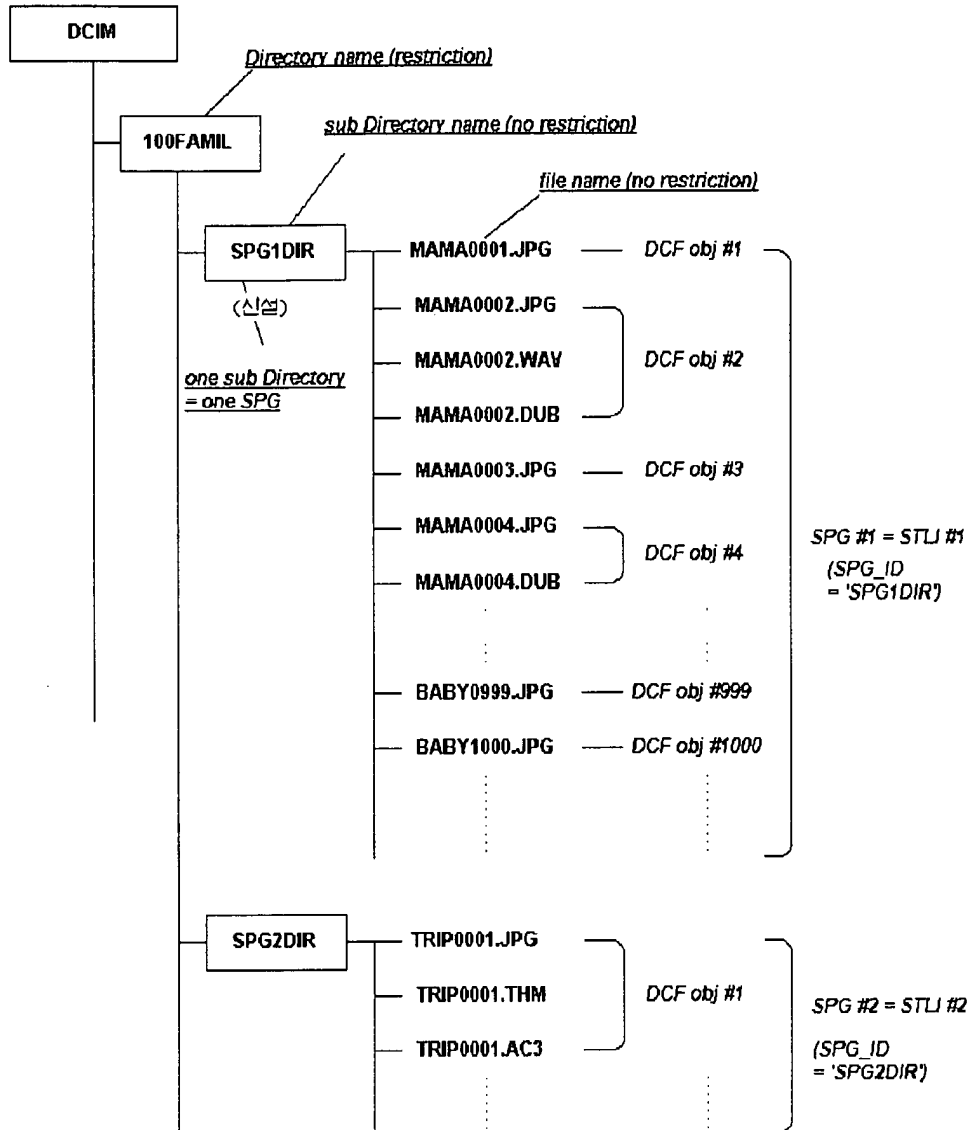 DCIM
Directory name (restriction)
100FAMIL
sub Directory name (no restriction)
file name (no restriction)
SPG1DIR
(신설)
one sub Directory
= one SPG
MAMA0001.JPG
DCF obj #1
MAMA0002.JPG
MAMA0002.WAV
DCF obj #2
MAMA0002.DUB
MAMA0003.JPG
DCF obj #3
MAMA0004.JPG
DCF obj #4
MAMA0004.DUB
SPG #1 = STLI #1
(SPG_ID
= 'SPG1DIR')
BABY0999.JPG
DCF obj #999
BABY1000.JPG
DCF obj #1000
SPG2DIR
TRIP0001.JPG
TRIP0001.THM
DCF obj #1
TRIP0001.AC3
SPG #2 = STLI #2
(SPG_ID
= 'SPG2DIR')